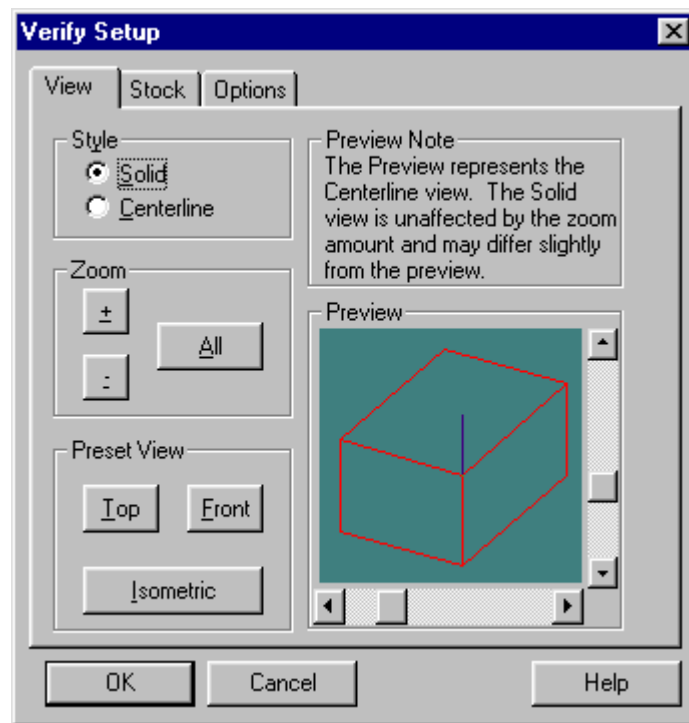 Verify Setup
View
Stock
Options
Style
Solid
Centerline
Zoom
+
-
All
Preset View
Top
Front
Isometric
Preview Note
The Preview represents the
Centerline view. The Solid
view is unaffected by the zoom
amount and may differ slightly
from the preview.
Preview
OK
Cancel
Help